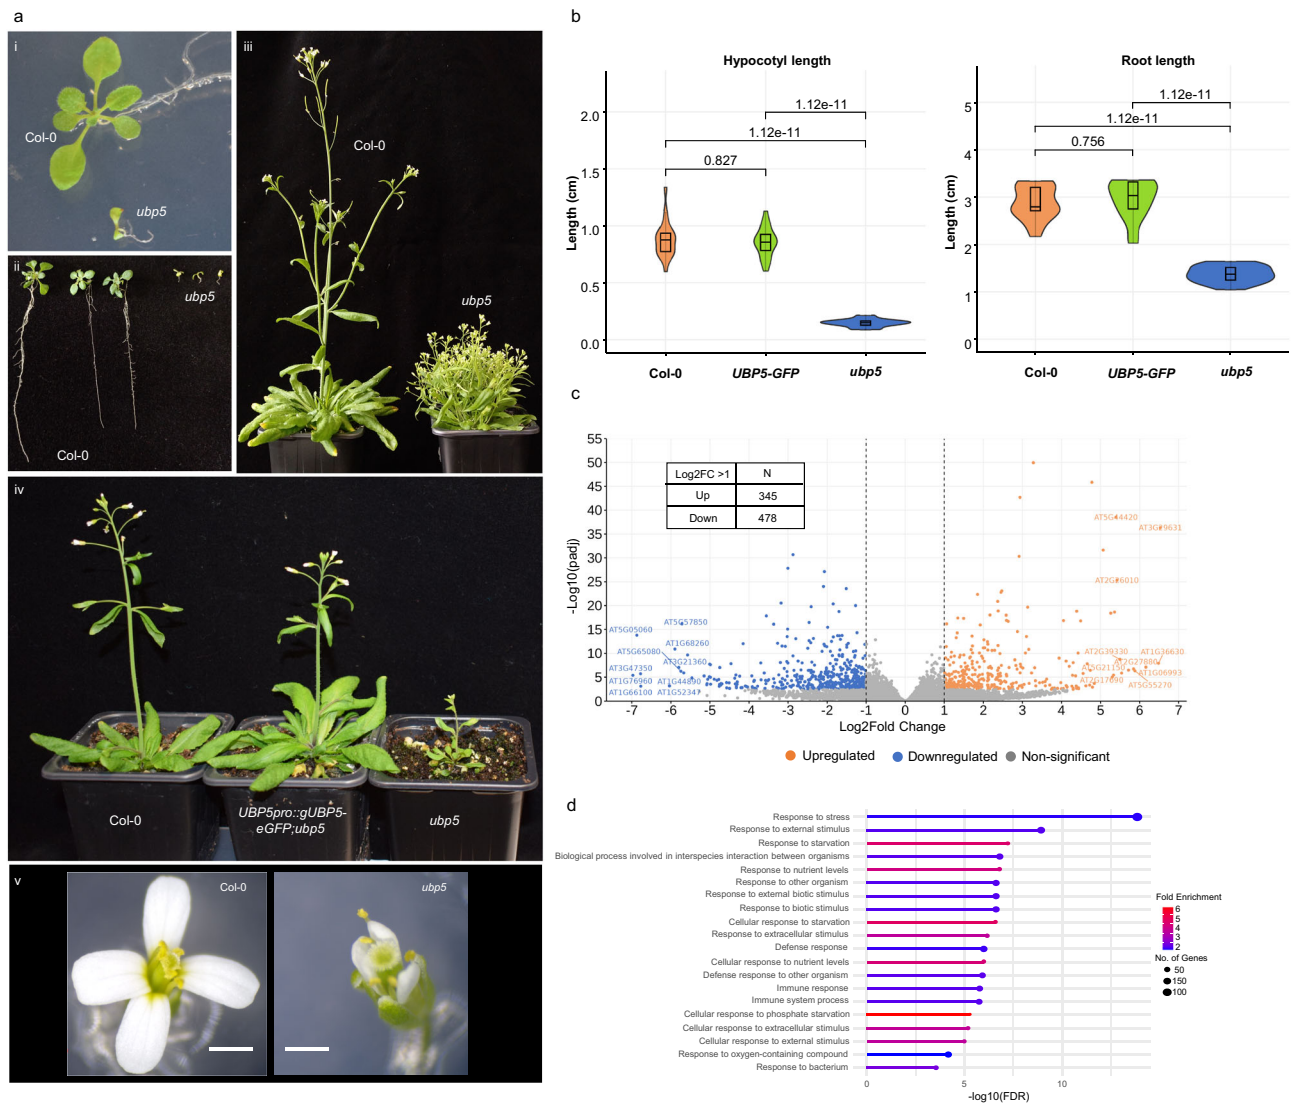 a
i
Col-0
ubp5
ii
ubp5
Col-0
iii
Col-0
ubp5
iv
Col-0
UBP5pro::gUBP5-
eGFP;ubp5
ubp5
v
Col-0
ubp5
b
Hypocotyl length
Length (cm)
2.0
1.5
1.0
0.5
0.0
1.12e-11
1.12e-11
0.827
Col-0
UBP5-GFP
ubp5
Root length
Length (cm)
5
4
3
2
1
0
1.12e-11
1.12e-11
0.756
Col-0
UBP5-GFP
ubp5
c
-Log10(padj)
55
50
45
40
35
30
25
20
15
10
5
0
Log2FC >1 N
Up 345
Down 478
AT5G44420
AT3G29631
AT2G26010
AT5G57850
AT5G05060
AT1G68260
AT5G65080
AT3G21360
AT3G47350
AT1G76960
AT1G44800
AT1G66100
AT1G52347
AT2G39330
AT1G36630
AT2G27880
AT5G21150
AT1G06993
AT2G17690
AT5G55270
-7 -6 -5 -4 -3 -2 -1 0 1 2 3 4 5 6 7
Log2Fold Change
Upregulated Downregulated Non-significant
d
Response to stress
Response to external stimulus
Response to starvation
Biological process involved in interspecies interaction between organisms
Response to nutrient levels
Response to other organism
Response to external biotic stimulus
Response to biotic stimulus
Cellular response to starvation
Response to extracellular stimulus
Defense response
Cellular response to nutrient levels
Defense response to other organism
Immune response
Immune system process
Cellular response to phosphate starvation
Cellular response to extracellular stimulus
Cellular response to external stimulus
Response to oxygen-containing compound
Response to bacterium
0 5 10
-log10(FDR)
Fold Enrichment
6
5
4
3
2
No. of Genes
50
150
100